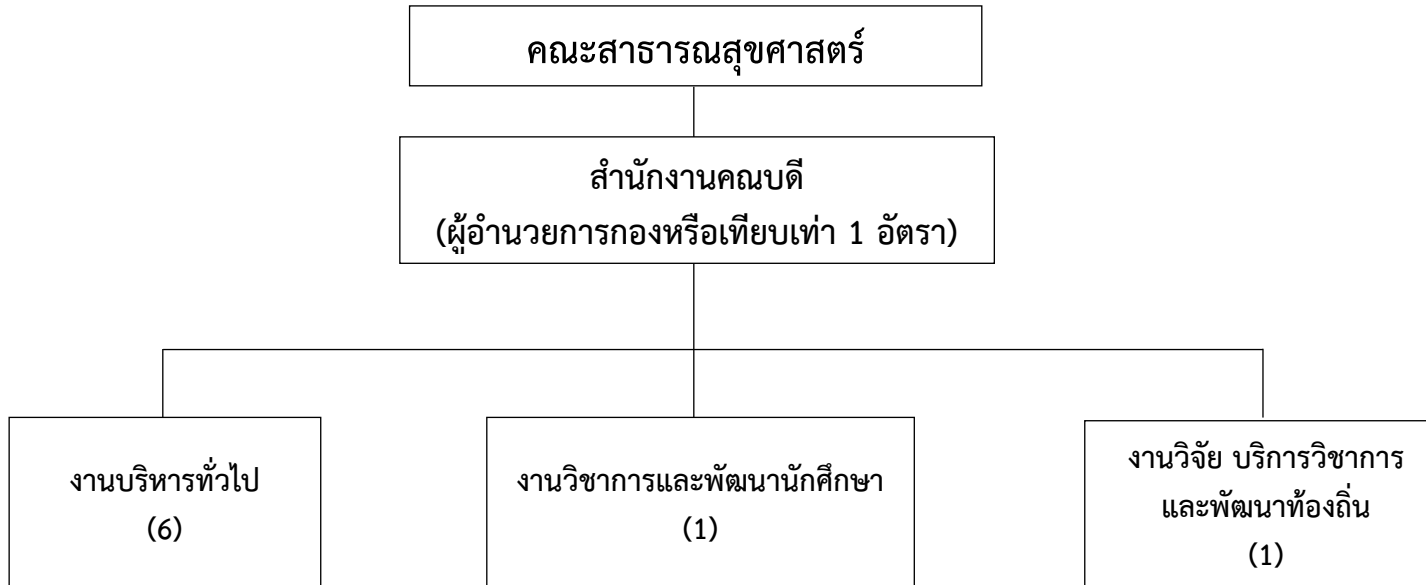 คณะสาธารณสุขศาสตร์
สำนักงานคณบดี
(ผู้อำนวยการกองหรือเทียบเท่า 1 อัตรา)
งานบริหารทั่วไป
(6)
งานวิชาการและพัฒนานักศึกษา
(1)
งานวิจัย บริการวิชาการ
และพัฒนาท้องถิ่น
(1)